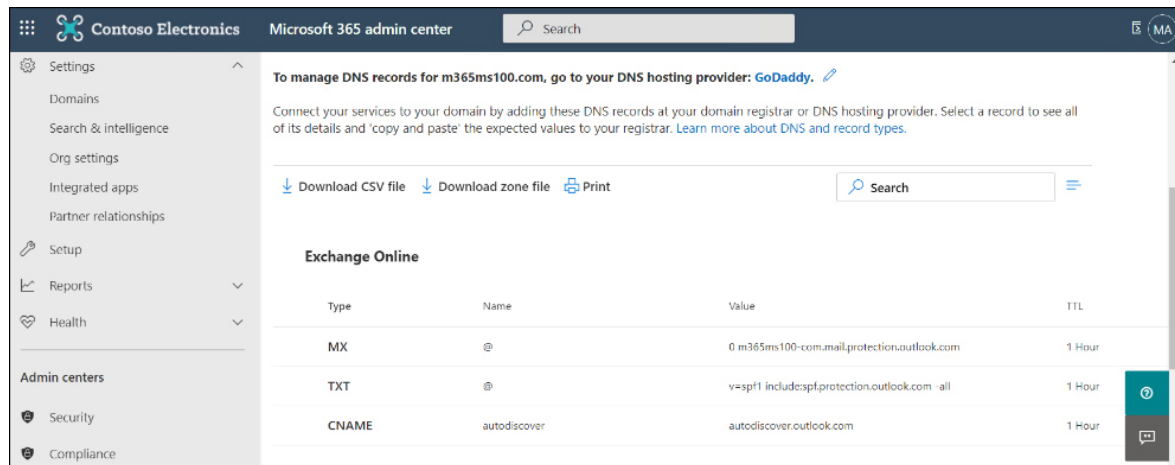 Contoso Electronics Microsoft 365 admin center Search MA
Settings
Domains
Search & intelligence
Org settings
Integrated apps
Partner relationships
Setup
Reports
Health
Admin centers
Security
Compliance
To manage DNS records for m365ms100.com, go to your DNS hosting provider: GoDaddy.
Connect your services to your domain by adding these DNS records at your domain registrar or DNS hosting provider. Select a record to see all
of its details and 'copy and paste' the expected values to your registrar. Learn more about DNS and record types.
Download CSV file Download zone file Print Search
Exchange Online
Type Name Value TTL
MX @ 0 m365ms100-com.mail.protection.outlook.com 1 Hour
TXT @ v=spf1 include:spf.protection.outlook.com -all 1 Hour
CNAME autodiscover autodiscover.outlook.com 1 Hour